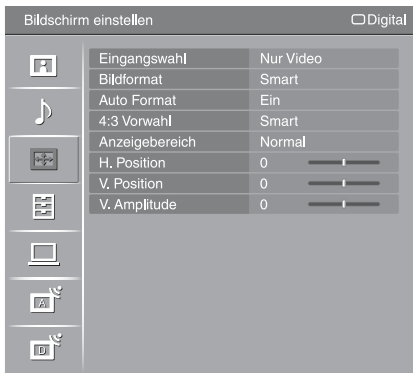 Bildschirm einstellen Digital
Eingangswahl Nur Video
Bildformat Smart
Auto Format Ein
4:3 Vorwahl Smart
Anzeigebereich Normal
H. Position 0
V. Position 0
V. Amplitude 0
A
D